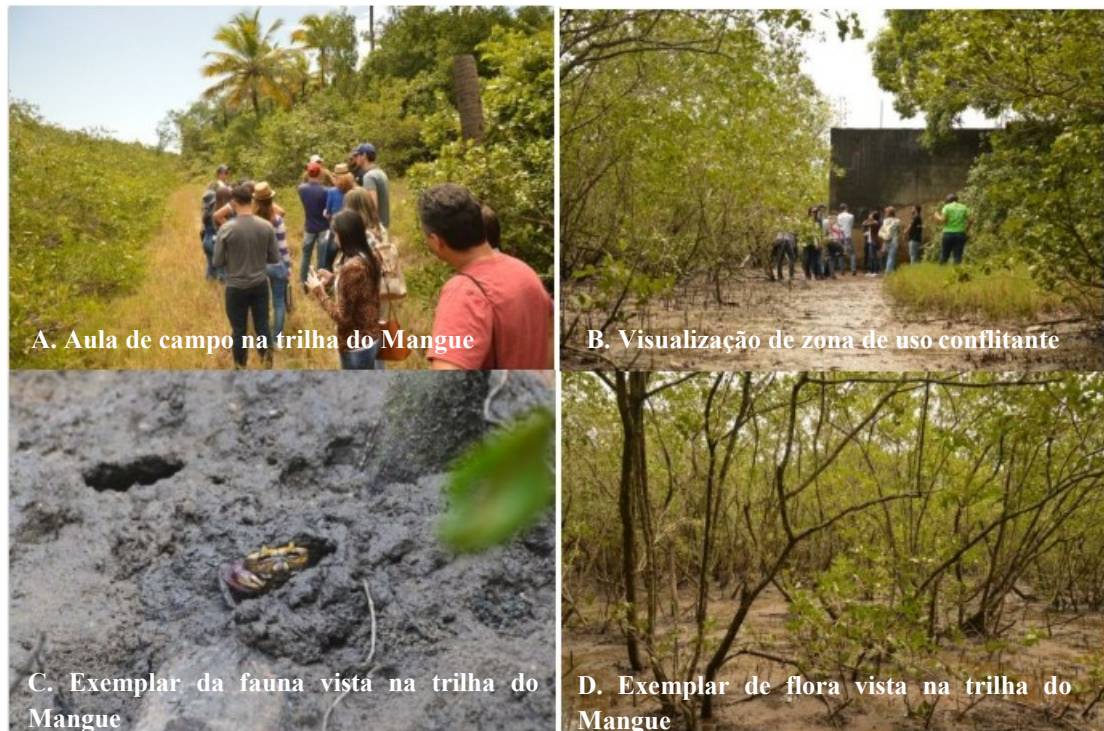 A. Aula de campo na trilha do Mangue
B. Visualização de zona de uso conflitante
C. Exemplar da fauna vista na trilha do
Mangue
D. Exemplar de flora vista na trilha do
Mangue